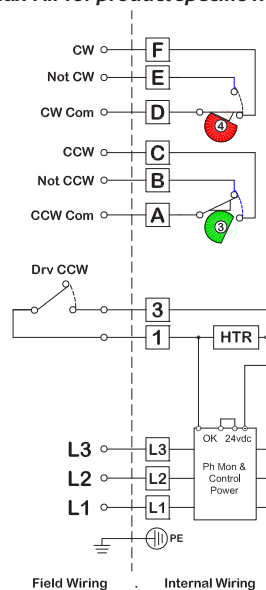 CW F
Not CW E
CW Com D
4
CCW C
Not CCW B
CCW Com A
3
Drv CCW
3
1 HTR
OK 24vdc
L3 L3
Ph Mon &
Control
Power
L2 L2
L1 L1
PE
Field Wiring . Internal Wiring